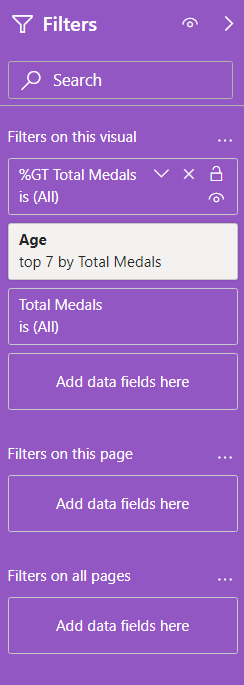 Filters
Search
Filters on this visual
...
%GT Total Medals
is (All)
Age
top 7 by Total Medals
Total Medals
is (All)
Add data fields here
Filters on this page
...
Add data fields here
Filters on all pages
...
Add data fields here